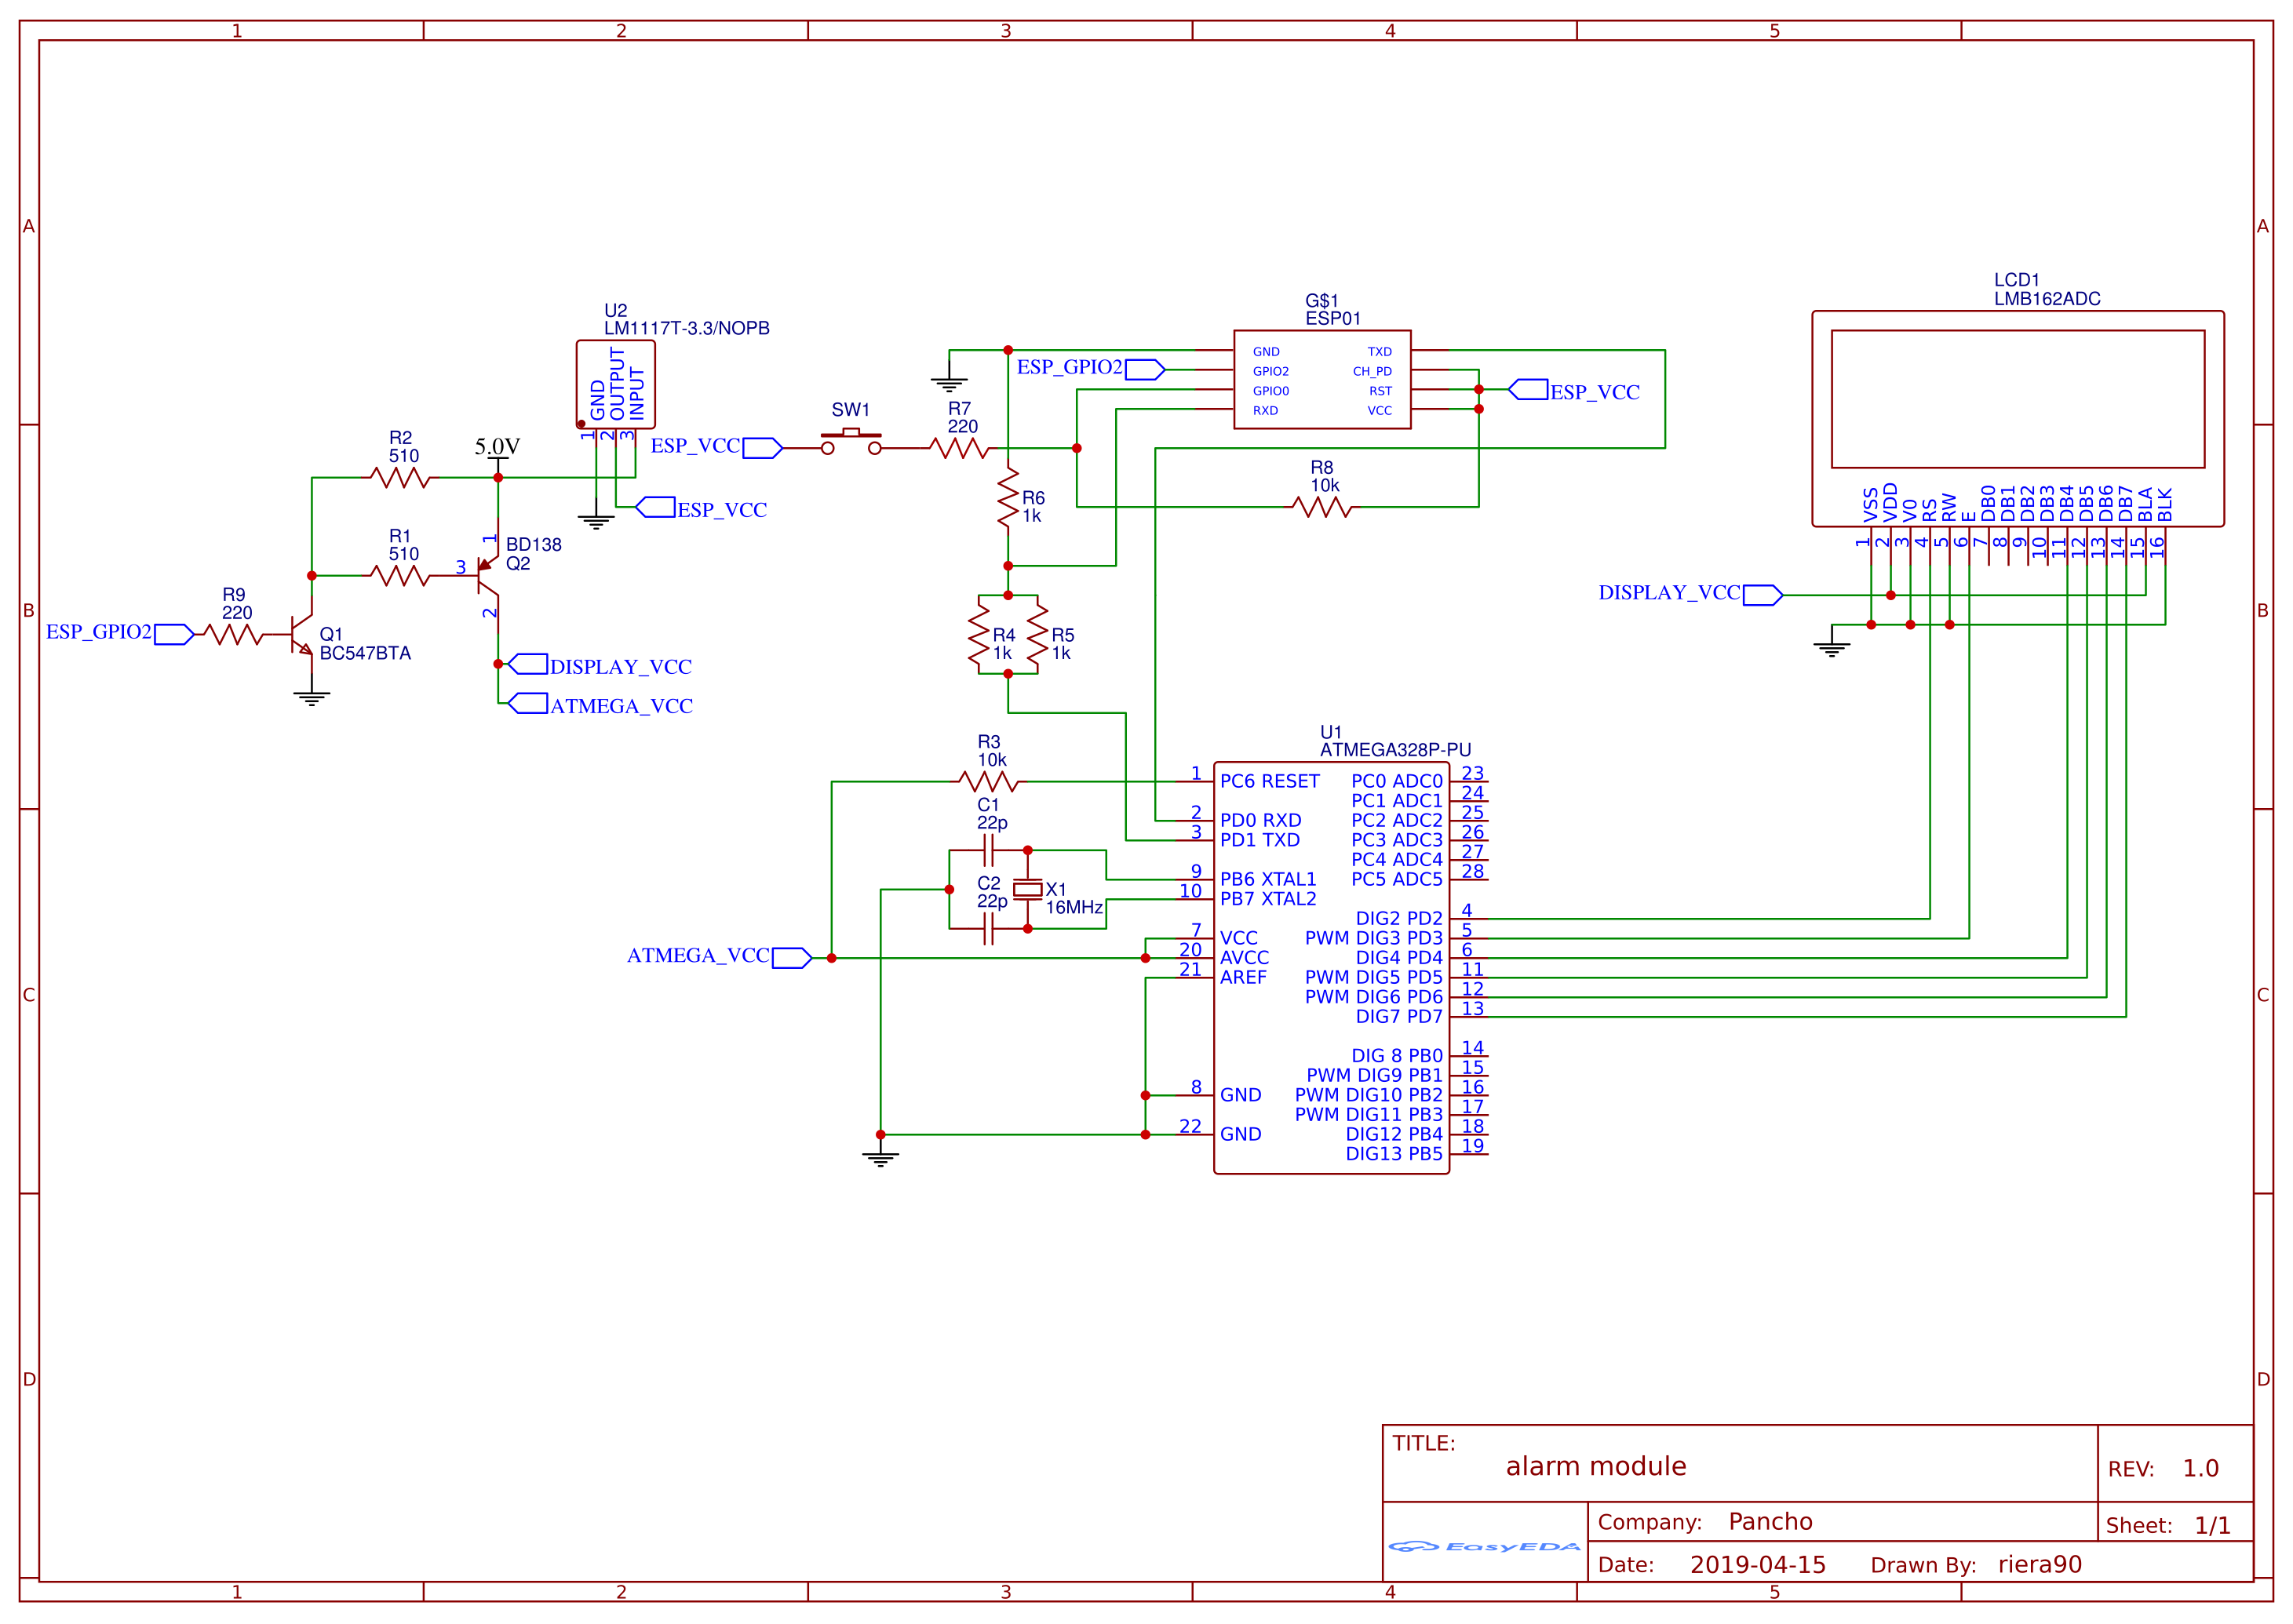 1 2 3 4 5
A
B
C
D
A
B
C
D
1 2 3 4 5
U2
LM1117T-3.3/NOPB
GND
OUTPUT
INPUT
1
2
3
5.0V
R2
510
R1
510
R9
220
ESP_GPIO2
Q1
BC547BTA
1
3
2
BD138
Q2
ESP_VCC
DISPLAY_VCC
ATMEGA_VCC
ESP_VCC
SW1
R7
220
ESP_GPIO2
G$1
ESP01
GND
GPIO2
GPIO0
RXD
TXD
CH_PD
RST
VCC
ESP_VCC
R8
10k
R6
1k
R4
1k
R5
1k
R3
10k
C1
22p
C2
22p
X1
16MHz
ATMEGA_VCC
U1
ATMEGA328P-PU
1 PC6 RESET
2 PD0 RXD
3 PD1 TXD
9 PB6 XTAL1
10 PB7 XTAL2
7 VCC
20 AVCC
21 AREF
8 GND
22 GND
PC0 ADC0 23
PC1 ADC1 24
PC2 ADC2 25
PC3 ADC3 26
PC4 ADC4 27
PC5 ADC5 28
DIG2 PD2 4
PWM DIG3 PD3 5
DIG4 PD4 6
PWM DIG5 PD5 11
PWM DIG6 PD6 12
DIG7 PD7 13
DIG 8 PB0 14
PWM DIG9 PB1 15
PWM DIG10 PB2 16
PWM DIG11 PB3 17
DIG12 PB4 18
DIG13 PB5 19
LCD1
LMB162ADC
VSS
VDD
V0
RS
RW
E
DB0
DB1
DB2
DB3
DB4
DB5
DB6
DB7
BLA
BLK
1
2
3
4
5
6
7
8
9
10
11
12
13
14
15
16
DISPLAY_VCC
TITLE:
alarm module
REV: 1.0
EasyEDA
Company: Pancho
Sheet: 1/1
Date: 2019-04-15 Drawn By: riera90